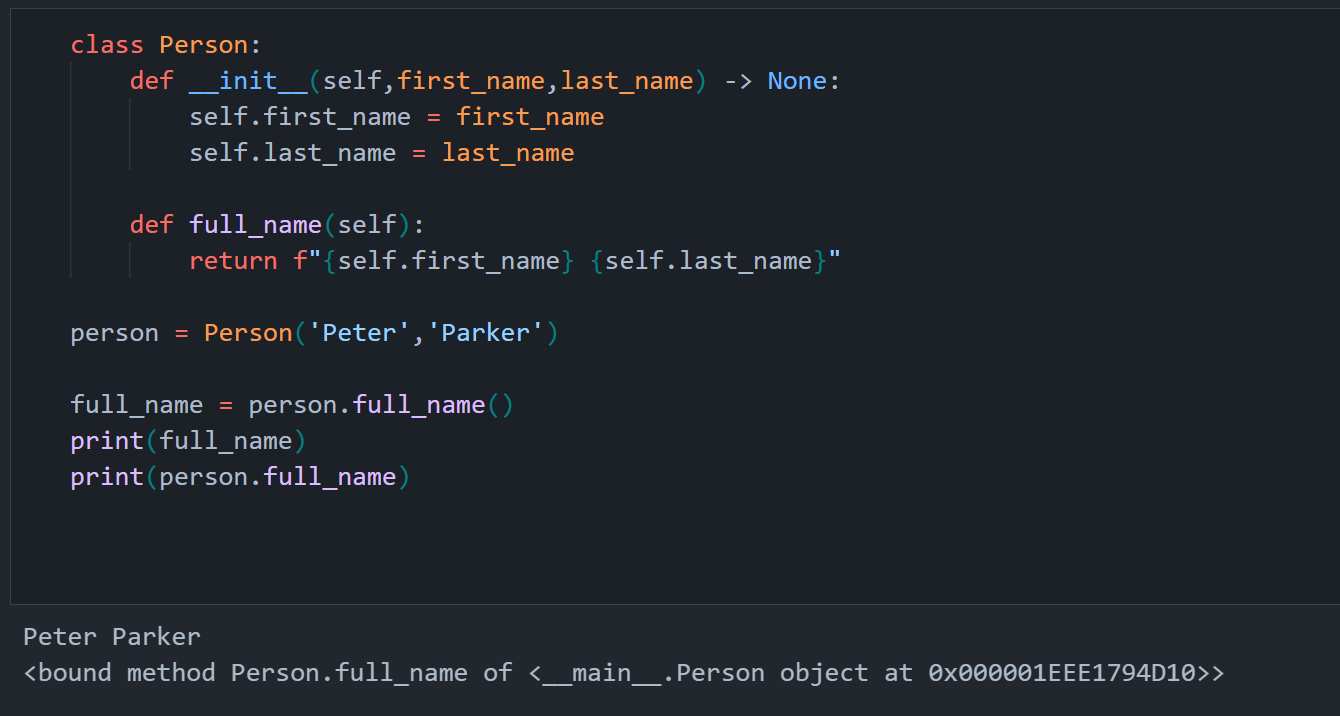 class Person:
    def __init__(self,first_name,last_name) -> None:
        self.first_name = first_name
        self.last_name = last_name
    def full_name(self):
        return f"{self.first_name} {self.last_name}"
person = Person('Peter','Parker')
full_name = person.full_name()
print(full_name)
print(person.full_name)
Peter Parker
<bound method Person.full_name of <__main__.Person object at 0x000001EEE1794D10>>